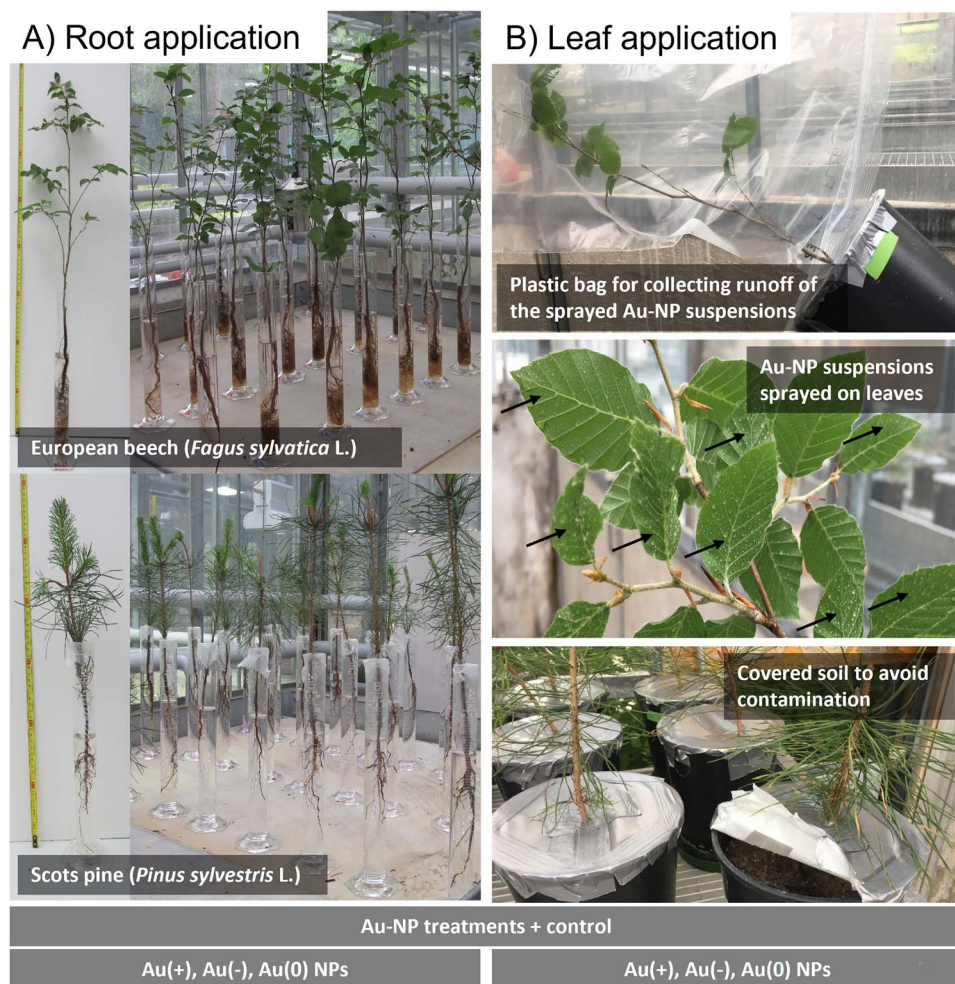 A) Root application
European beech (Fagus sylvatica L.)
Scots pine (Pinus sylvestris L.)
B) Leaf application
Plastic bag for collecting runoff of
the sprayed Au-NP suspensions
Au-NP suspensions
sprayed on leaves
Covered soil to avoid
contamination
Au-NP treatments + control
Au(+), Au(-), Au(0) NPs
Au(+), Au(-), Au(0) NPs